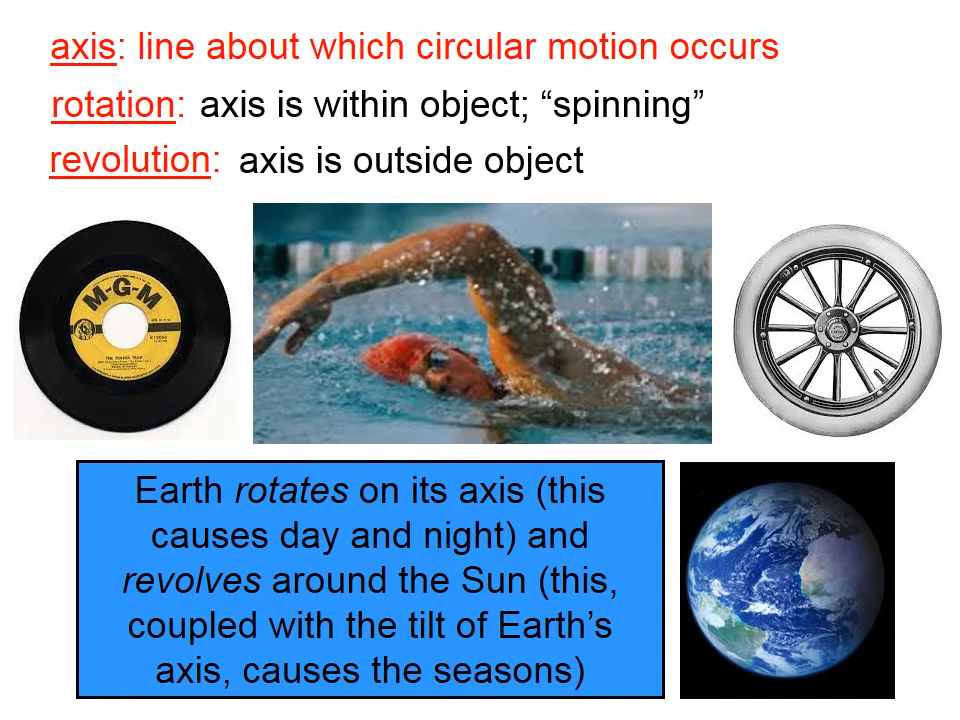 axis: line about which circular motion occurs
rotation: axis is within object; “spinning”
revolution: axis is outside object
M-G-M
Earth rotates on its axis (this
causes day and night) and
revolves around the Sun (this,
coupled with the tilt of Earth’s
axis, causes the seasons)